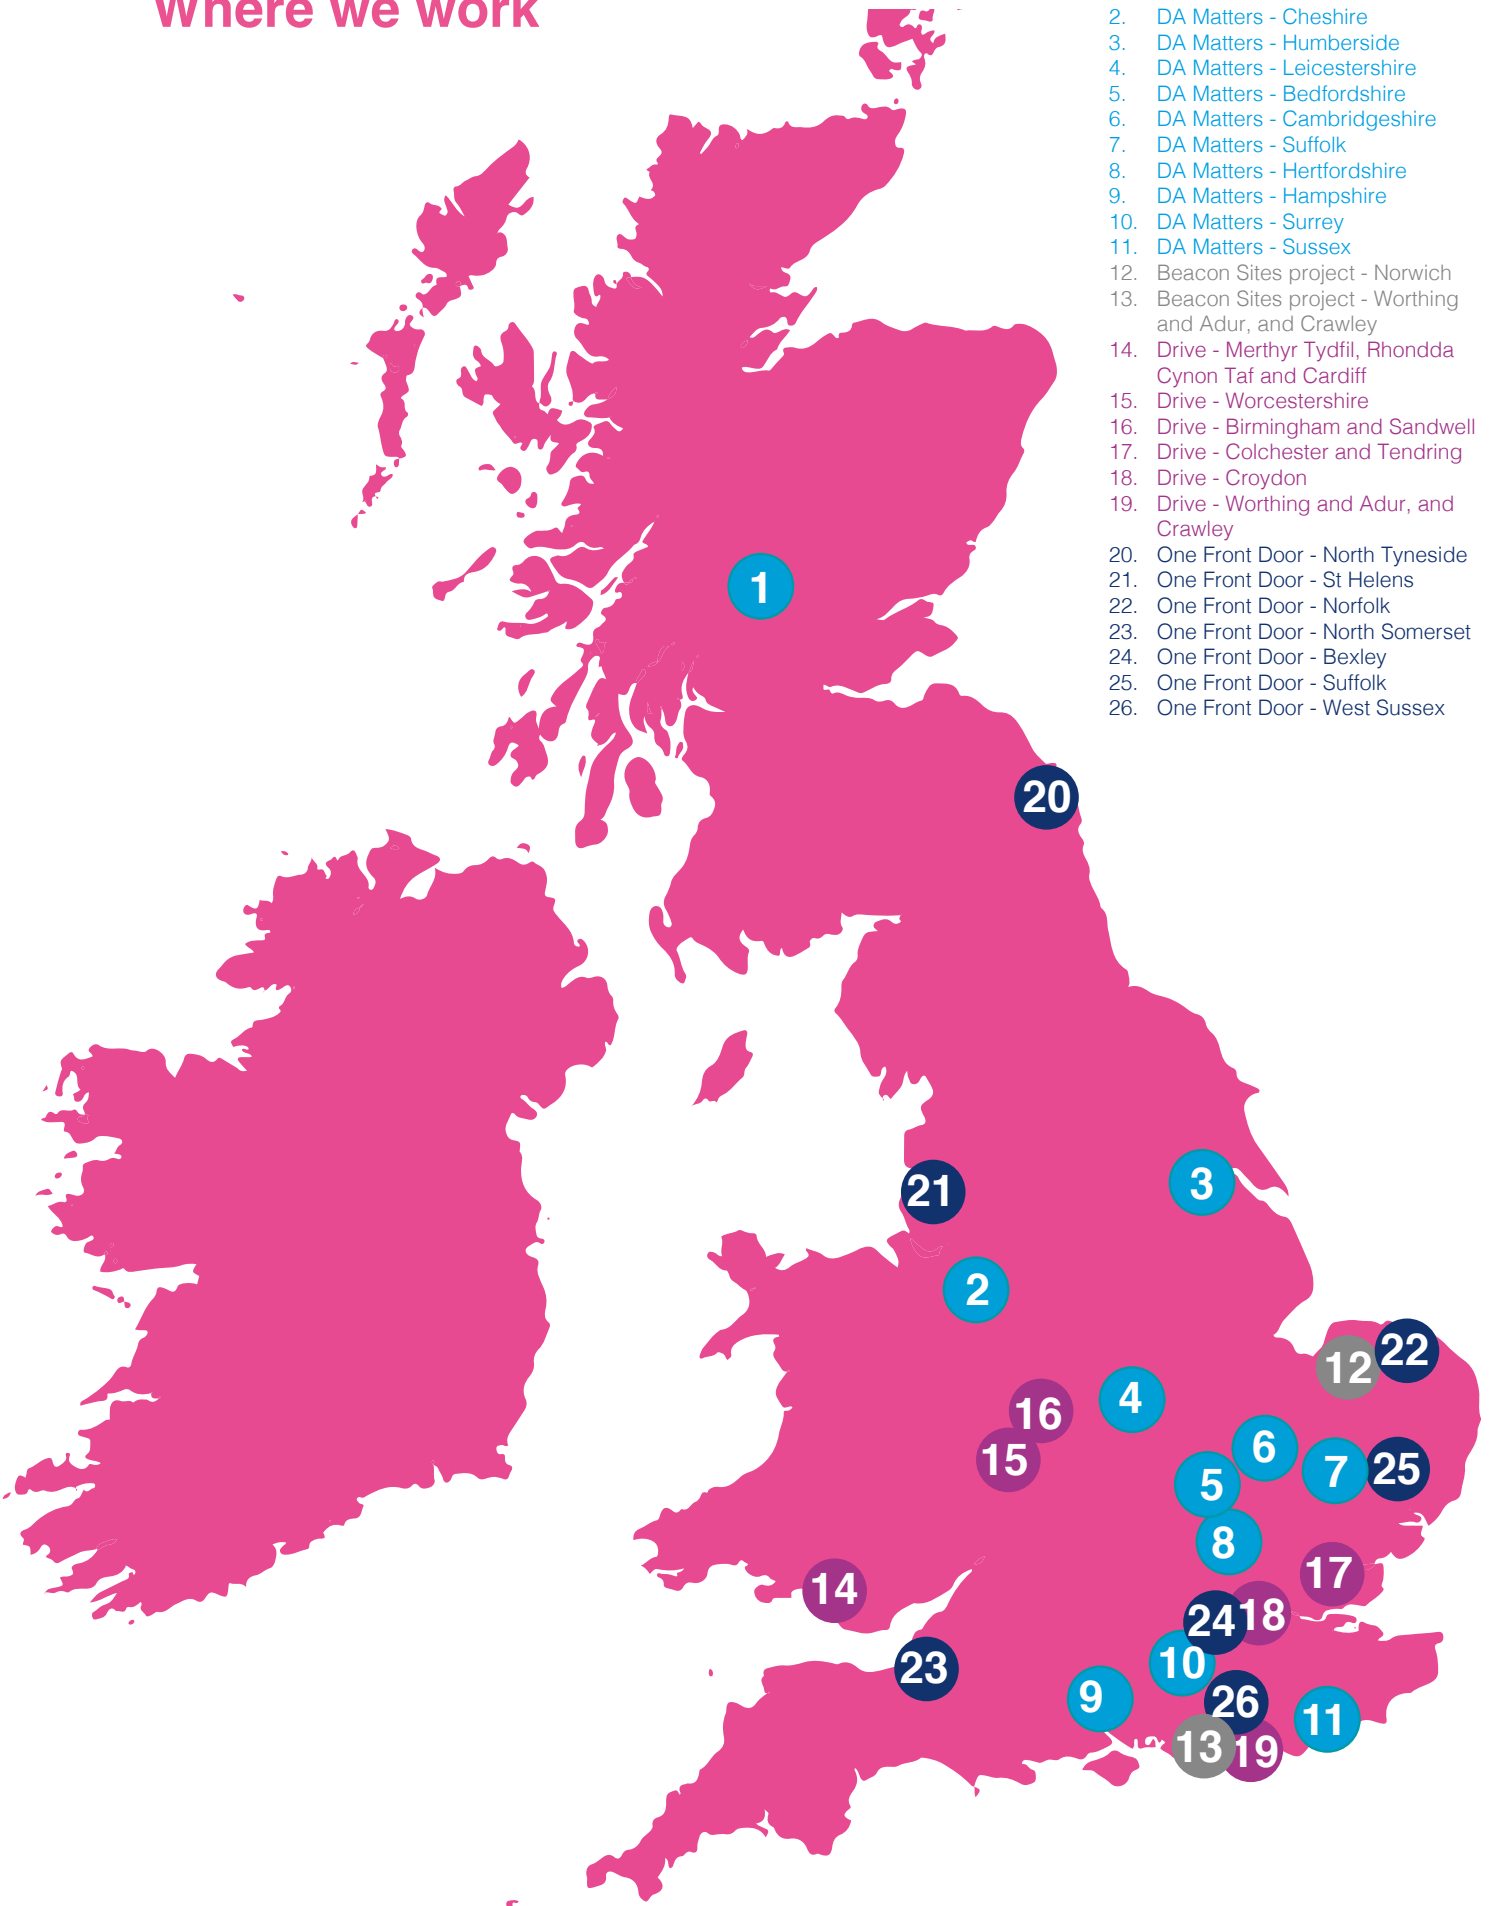 Where we work
2. DA Matters - Cheshire
3. DA Matters - Humberside
4. DA Matters - Leicestershire
5. DA Matters - Bedfordshire
6. DA Matters - Cambridgeshire
7. DA Matters - Suffolk
8. DA Matters - Hertfordshire
9. DA Matters - Hampshire
10. DA Matters - Surrey
11. DA Matters - Sussex
12. Beacon Sites project - Norwich
13. Beacon Sites project - Worthing
and Adur, and Crawley
14. Drive - Merthyr Tydfil, Rhondda
Cynon Taf and Cardiff
15. Drive - Worcestershire
16. Drive - Birmingham and Sandwell
17. Drive - Colchester and Tendring
18. Drive - Croydon
19. Drive - Worthing and Adur, and
Crawley
20. One Front Door - North Tyneside
21. One Front Door - St Helens
22. One Front Door - Norfolk
23. One Front Door - North Somerset
24. One Front Door - Bexley
25. One Front Door - Suffolk
26. One Front Door - West Sussex
1
20
21
3
2
22
12
4
16
6
15
7
25
5
8
17
14
18
24
10
23
9
26
11
13
19